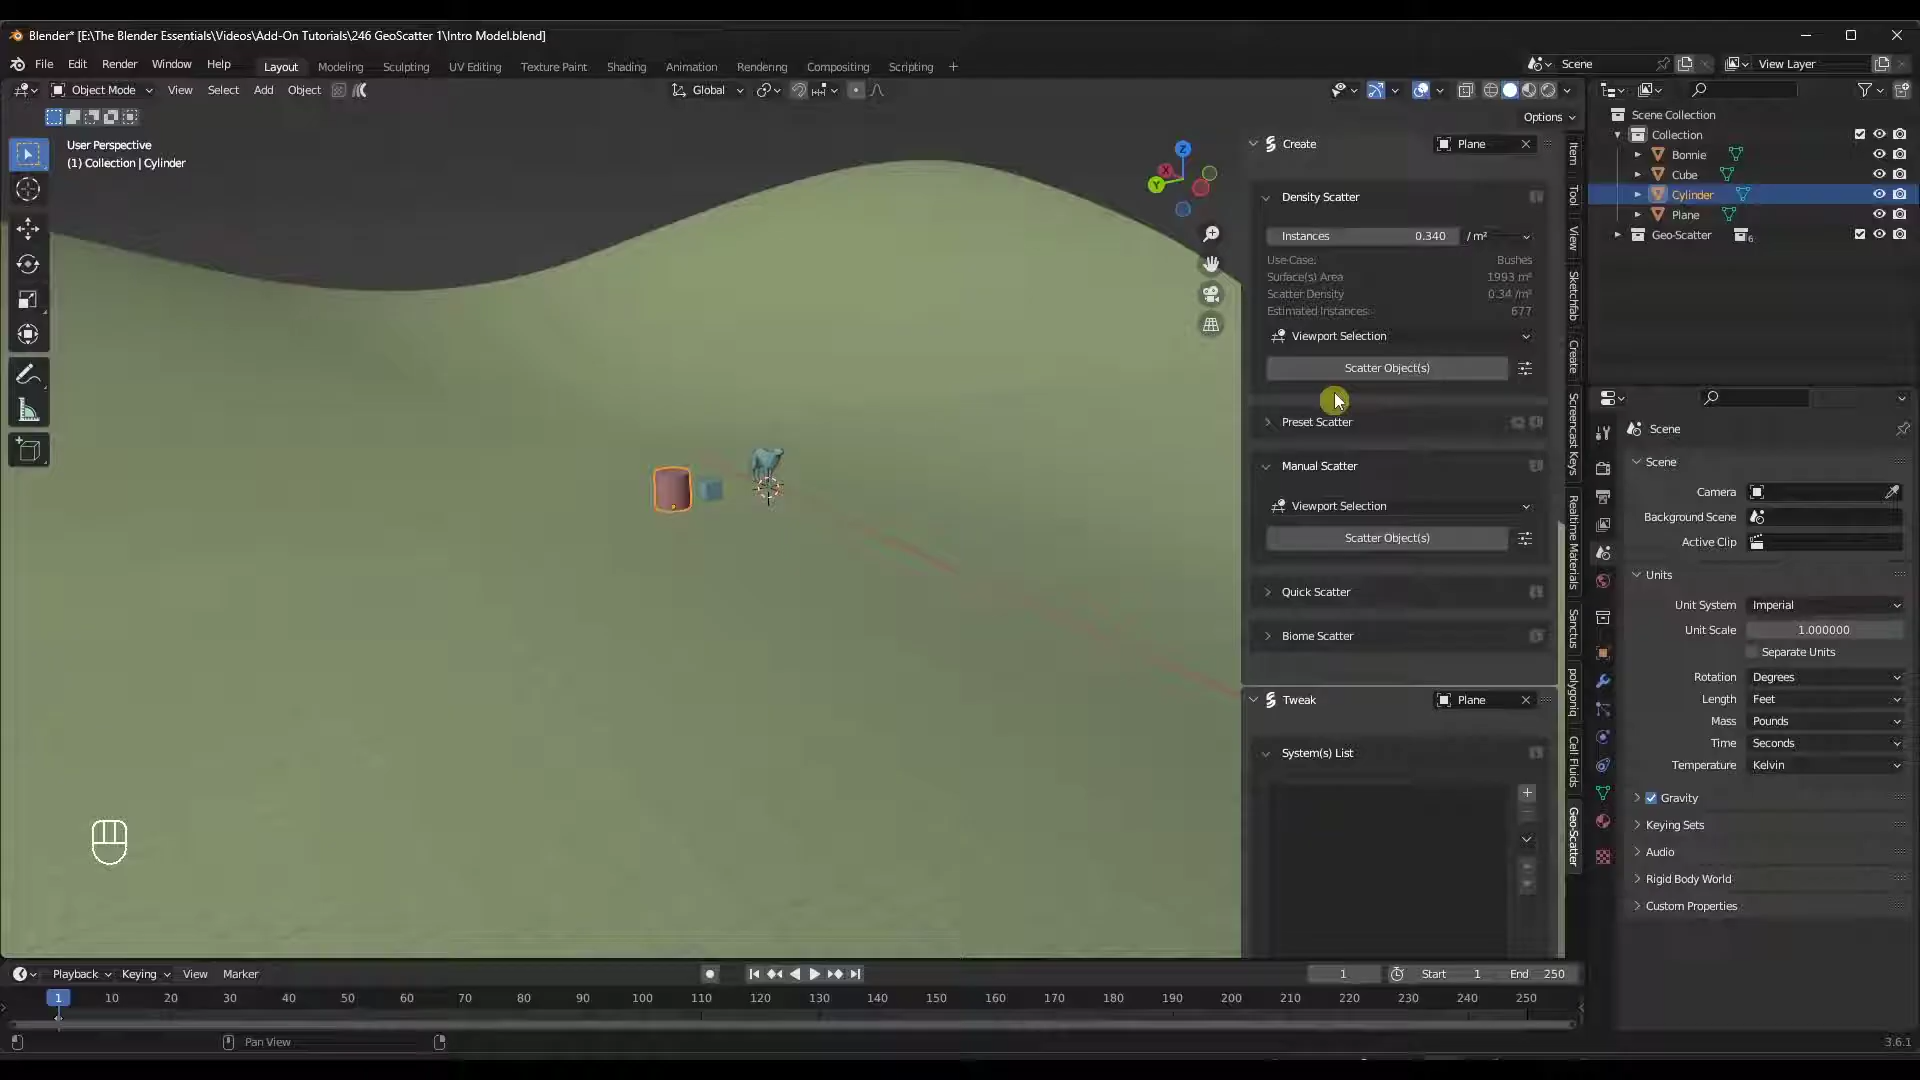 Blender* [E:\The Blender Essentials\Videos\Add-On Tutorials\246 GeoScatter 1\Intro Model.blend]
File Edit Render Window Help Layout Modeling Sculpting UV Editing Texture Paint Shading Animation Rendering Compositing Scripting + Scene View Layer
Object Mode View Select Add Object Global
Options
User Perspective
(1) Collection | Cylinder
Z
X
Y
Create Plane
Density Scatter
Instances 0.340 / m²
Use-Case: Bushes
Surface(s) Area 1993 m²
Scatter Density 0.34 /m²
Estimated Instances: 677
Viewport Selection
Scatter Object(s)
Preset Scatter
Manual Scatter
Viewport Selection
Scatter Object(s)
Quick Scatter
Biome Scatter
Tweak Plane
System(s) List
Item
Tool
View
Sketchfab
Create
Screencast Keys
Realtime Materials
Sanctus
polygoniq
Cell Fluids
Geo-Scatter
Scene Collection
Collection
Bonnie
Cube
Cylinder
Plane
Geo-Scatter 6
Scene
Scene
Camera
Background Scene
Active Clip
Units
Unit System Imperial
Unit Scale 1.000000
Separate Units
Rotation Degrees
Length Feet
Mass Pounds
Time Seconds
Temperature Kelvin
Gravity
Keying Sets
Audio
Rigid Body World
Custom Properties
Playback Keying View Marker 1 Start 1 End 250
1 10 20 30 40 50 60 70 80 90 100 110 120 130 140 150 160 170 180 190 200 210 220 230 240 250
Pan View
3.6.1